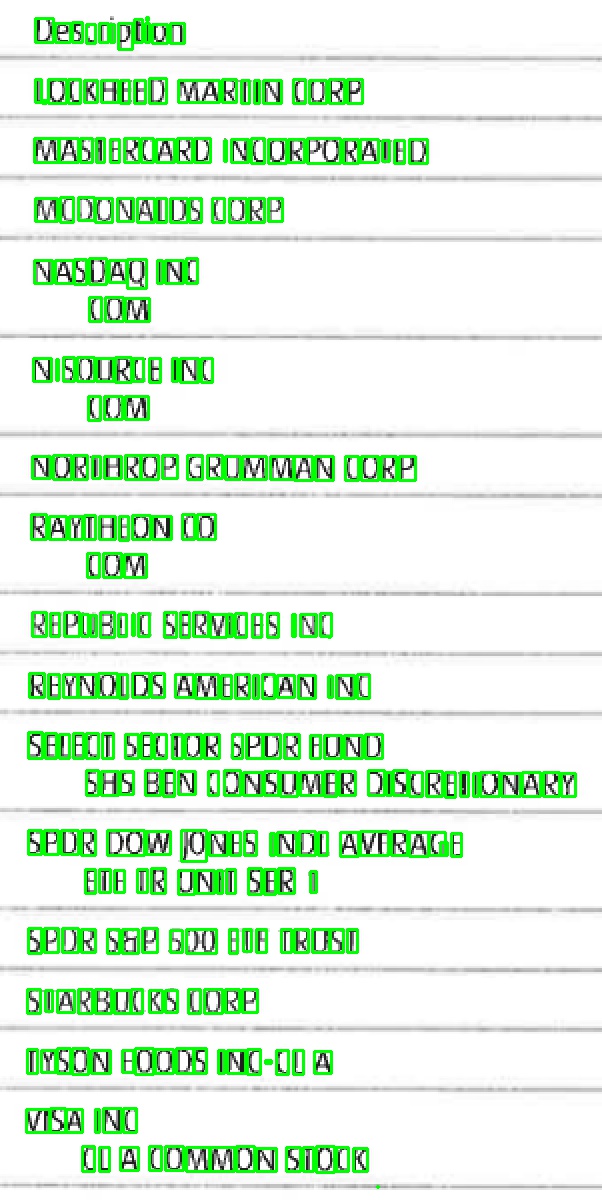 Description
LOCKHEED MARTIN CORP
MASTERCARD INCORPORATED
MCDONALDS CORP
NASDAQ INC
COM
NISOURCE INC
COM
NORTHROP GRUMMAN CORP
RAYTHEON CO
COM
REPUBLIC SERVICES INC
REYNOLDS AMERICAN INC
SELECT SECTOR SPDR FUND
SHS BEN CONSUMER DISCRETIONARY
SPDR DOW JONES INDL AVERAGE
ETF TR UNIT SER 1
SPDR S&P 500 ETF TRUST
STARBUCKS CORP
TYSON FOODS INC-CL A
VISA INC
CL A COMMON STOCK